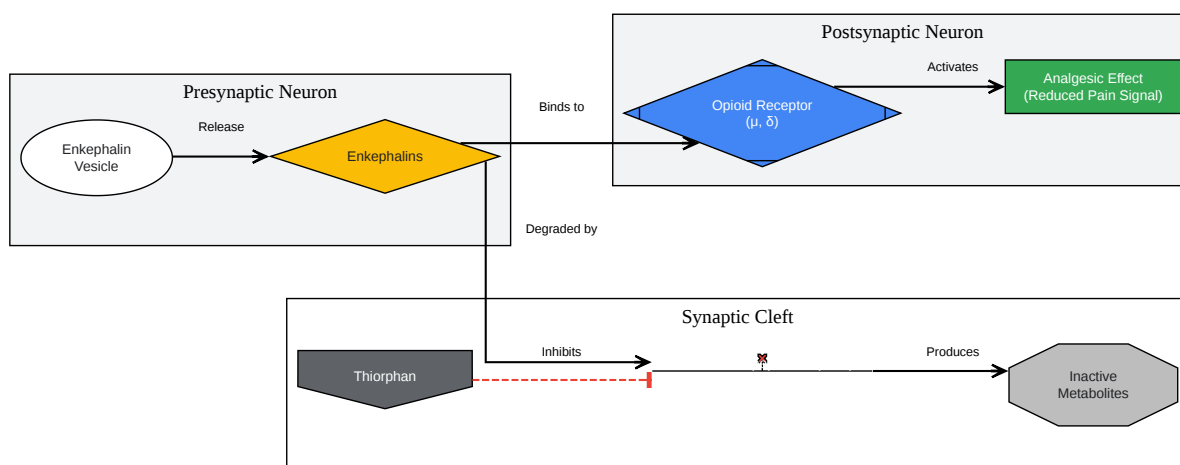 Postsynaptic Neuron
Activates
Analgesic Effect
(Reduced Pain Signal)
Opioid Receptor
(μ, δ)
Presynaptic Neuron
Binds to
Release
Enkephalin
Vesicle
Enkephalins
Degraded by
Synaptic Cleft
Inhibits
Produces
Thiorphan
Inactive
Metabolites